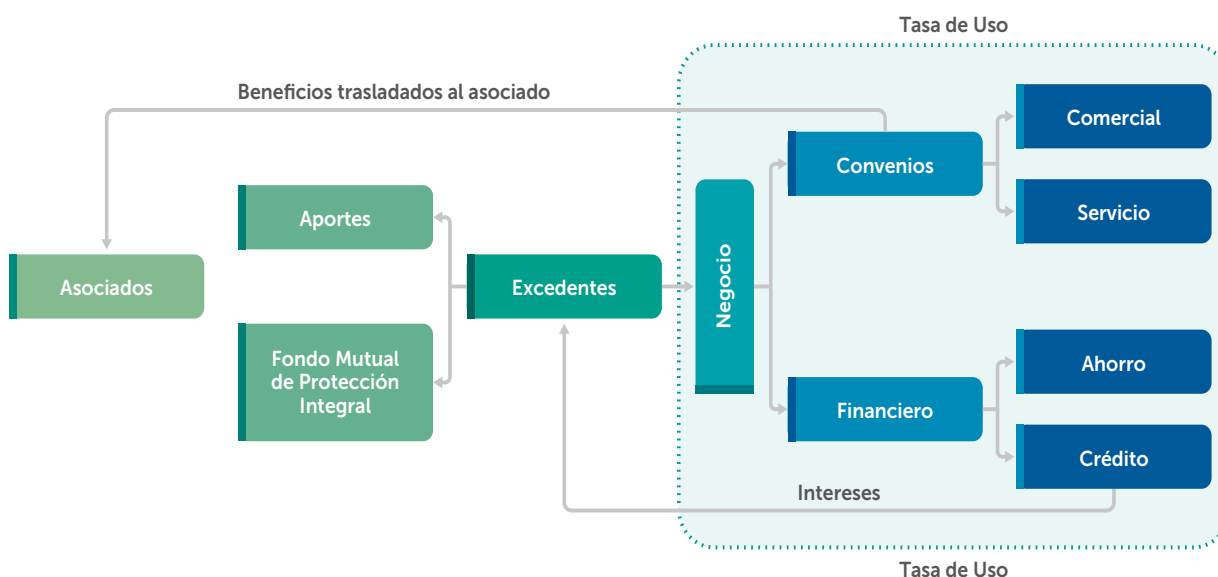 Tasa de Uso
Beneficios trasladados al asociado
Comercial
Convenios
Aportes
Servicio
Negocio
Asociados
Excedentes
Fondo Mutual
de Protección
Integral
Ahorro
Financiero
Crédito
Intereses
Tasa de Uso